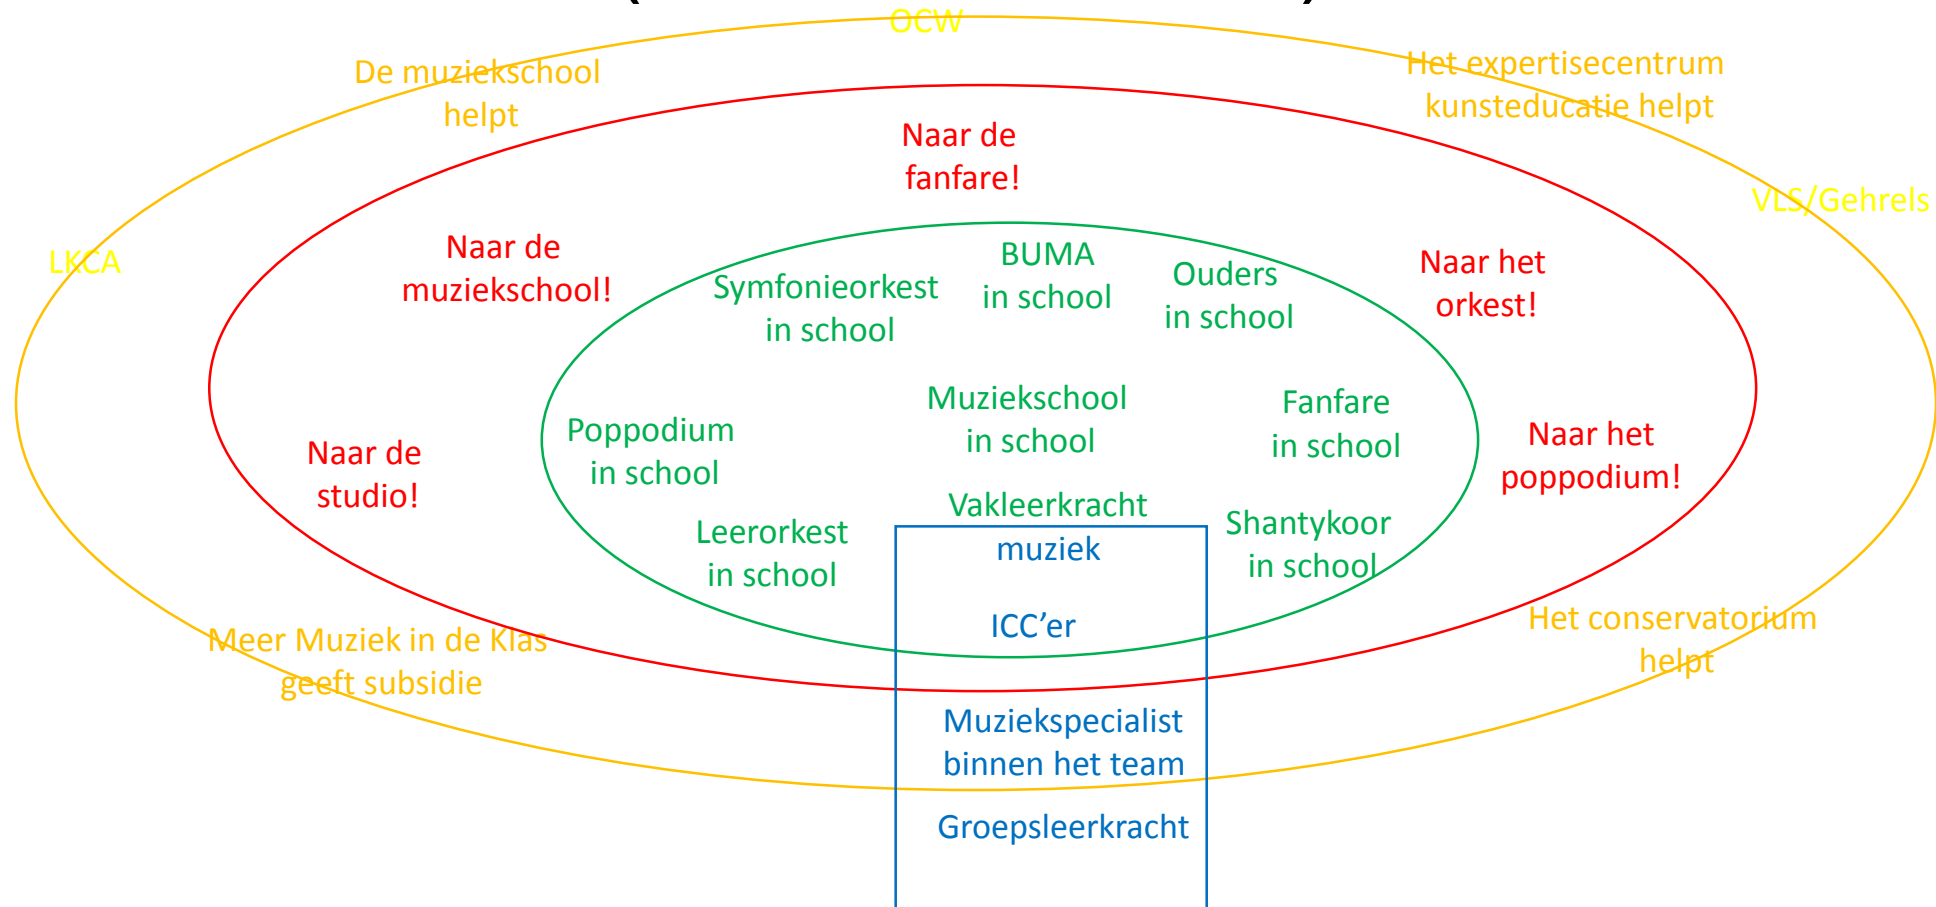 OCW
De muziekschool
helpt
Het expertisecentrum
kunsteducatie helpt
Naar de
fanfare!
VLS/Gehrels
LKCA
Naar de
muziekschool!
Symfonieorkest
in school
BUMA
in school
Ouders
in school
Naar het
orkest!
Poppodium
in school
Muziekschool
in school
Fanfare
in school
Naar de
studio!
Naar het
poppodium!
Leerorkest
in school
Vakleerkracht
muziek
Shantykoor
in school
ICC’er
Meer Muziek in de Klas
geeft subsidie
Het conservatorium
helpt
Muziekspecialist
binnen het team
Groepsleerkracht